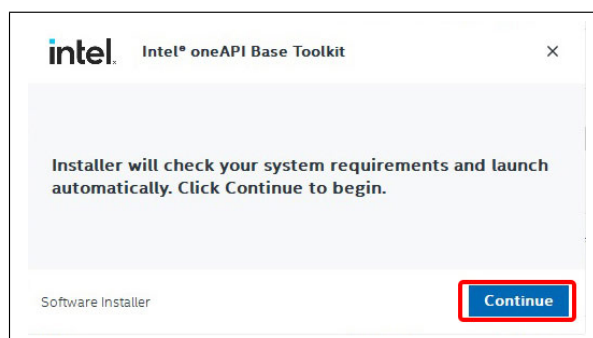 intel. Intel® oneAPI Base Toolkit
Installer will check your system requirements and launch
automatically. Click Continue to begin.
Software Installer
Continue